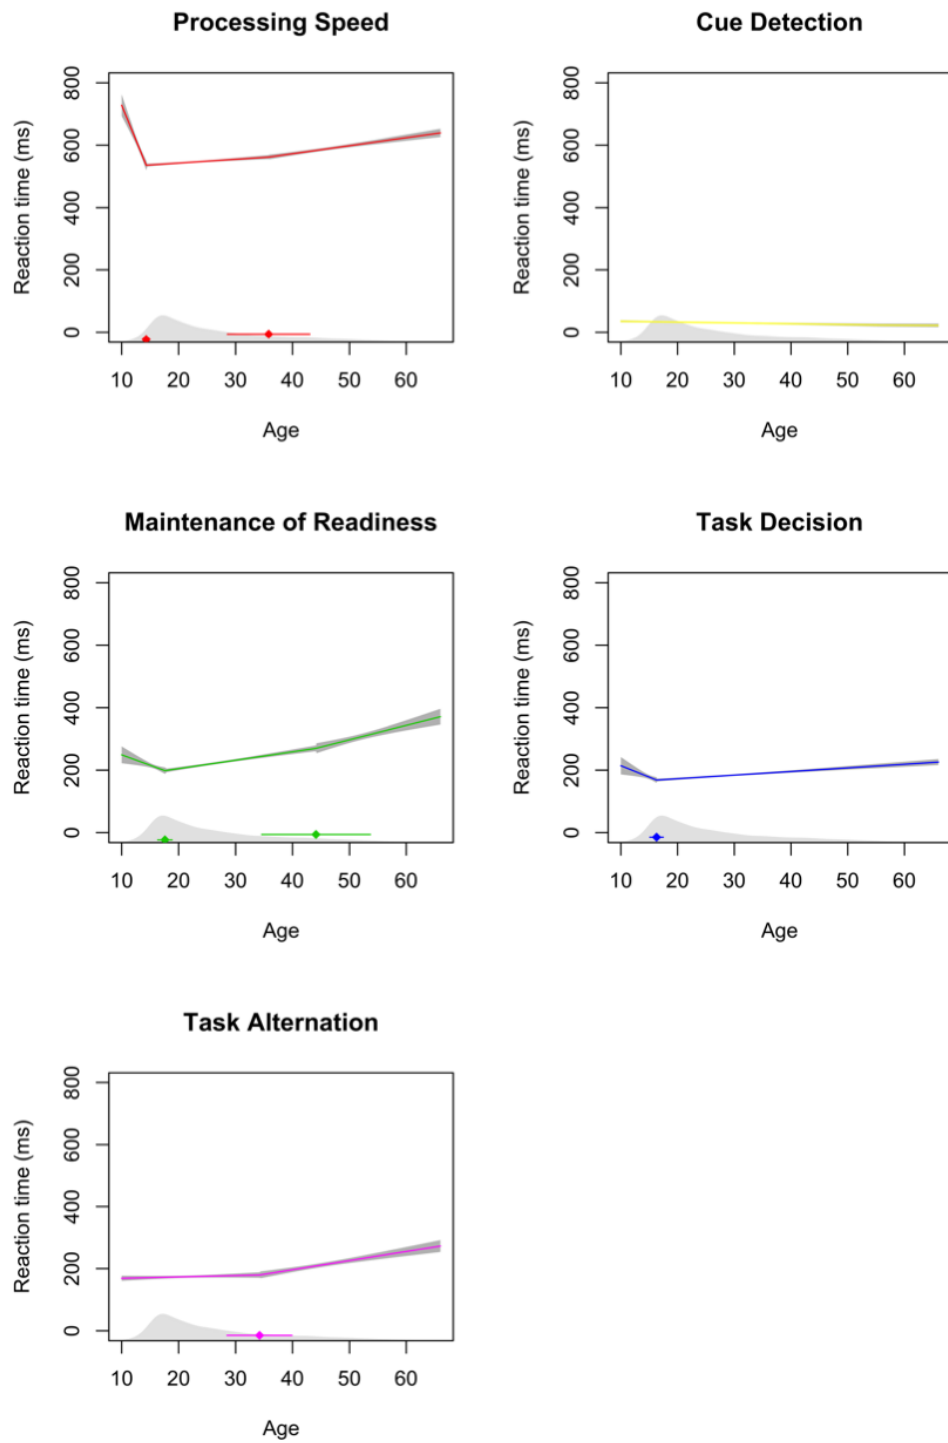 Processing Speed
Reaction time (ms)
800
600
400
200
0
10 20 30 40 50 60
Age
Cue Detection
Reaction time (ms)
800
600
400
200
0
10 20 30 40 50 60
Age
Maintenance of Readiness
Reaction time (ms)
800
600
400
200
0
10 20 30 40 50 60
Age
Task Decision
Reaction time (ms)
800
600
400
200
0
10 20 30 40 50 60
Age
Task Alternation
Reaction time (ms)
800
600
400
200
0
10 20 30 40 50 60
Age